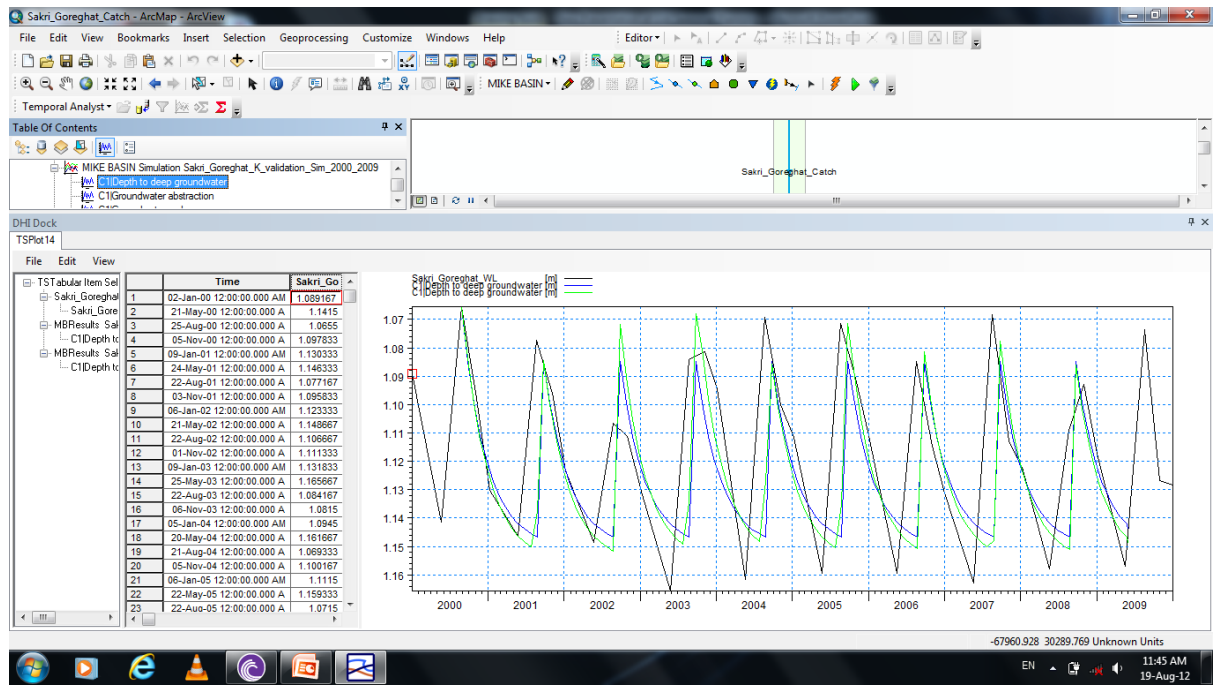 Sakri_Goreghat_Catch - ArcMap - ArcView
File Edit View Bookmarks Insert Selection Geoprocessing Customize Windows Help Editor
MIKE BASIN
Temporal Analyst
Table Of Contents
MIKE BASIN Simulation Sakri_Goreghat_K_validation_Sim_2000_2009
C1|Depth to deep groundwater
C1|Groundwater abstraction
Sakri_Goreghat_Catch
DHI Dock
TSPlot14
File Edit View
TSTabular Item Sel
Sakri_Goregha
Sakri_Gore
MBResults Sak
C1|Depth to
MBResults Sak
C1|Depth to
Time Sakri_Go
1 02-Jan-00 12:00:00.000 AM 1.089167
2 21-May-00 12:00:00.000 A 1.1415
3 25-Aug-00 12:00:00.000 A 1.0655
4 05-Nov-00 12:00:00.000 A 1.097833
5 09-Jan-01 12:00:00.000 AM 1.130333
6 24-May-01 12:00:00.000 A 1.146333
7 22-Aug-01 12:00:00.000 A 1.077167
8 03-Nov-01 12:00:00.000 A 1.095833
9 06-Jan-02 12:00:00.000 AM 1.123333
10 21-May-02 12:00:00.000 A 1.148667
11 22-Aug-02 12:00:00.000 A 1.106667
12 01-Nov-02 12:00:00.000 A 1.111333
13 09-Jan-03 12:00:00.000 AM 1.131833
14 25-May-03 12:00:00.000 A 1.165667
15 22-Aug-03 12:00:00.000 A 1.084167
16 06-Nov-03 12:00:00.000 A 1.0815
17 05-Jan-04 12:00:00.000 AM 1.0945
18 20-May-04 12:00:00.000 A 1.161667
19 21-Aug-04 12:00:00.000 A 1.069333
20 05-Nov-04 12:00:00.000 A 1.100167
21 06-Jan-05 12:00:00.000 AM 1.1115
22 22-May-05 12:00:00.000 A 1.159333
23 22-Aug-05 12:00:00.000 A 1.0715
Sakri_Goreghat_WL [m]
C1|Depth to deep groundwater [m]
C1|Depth to deep groundwater [m]
1.07
1.08
1.09
1.10
1.11
1.12
1.13
1.14
1.15
1.16
2000 2001 2002 2003 2004 2005 2006 2007 2008 2009
-67960.928 30289.769 Unknown Units
EN 11:45 AM
19-Aug-12